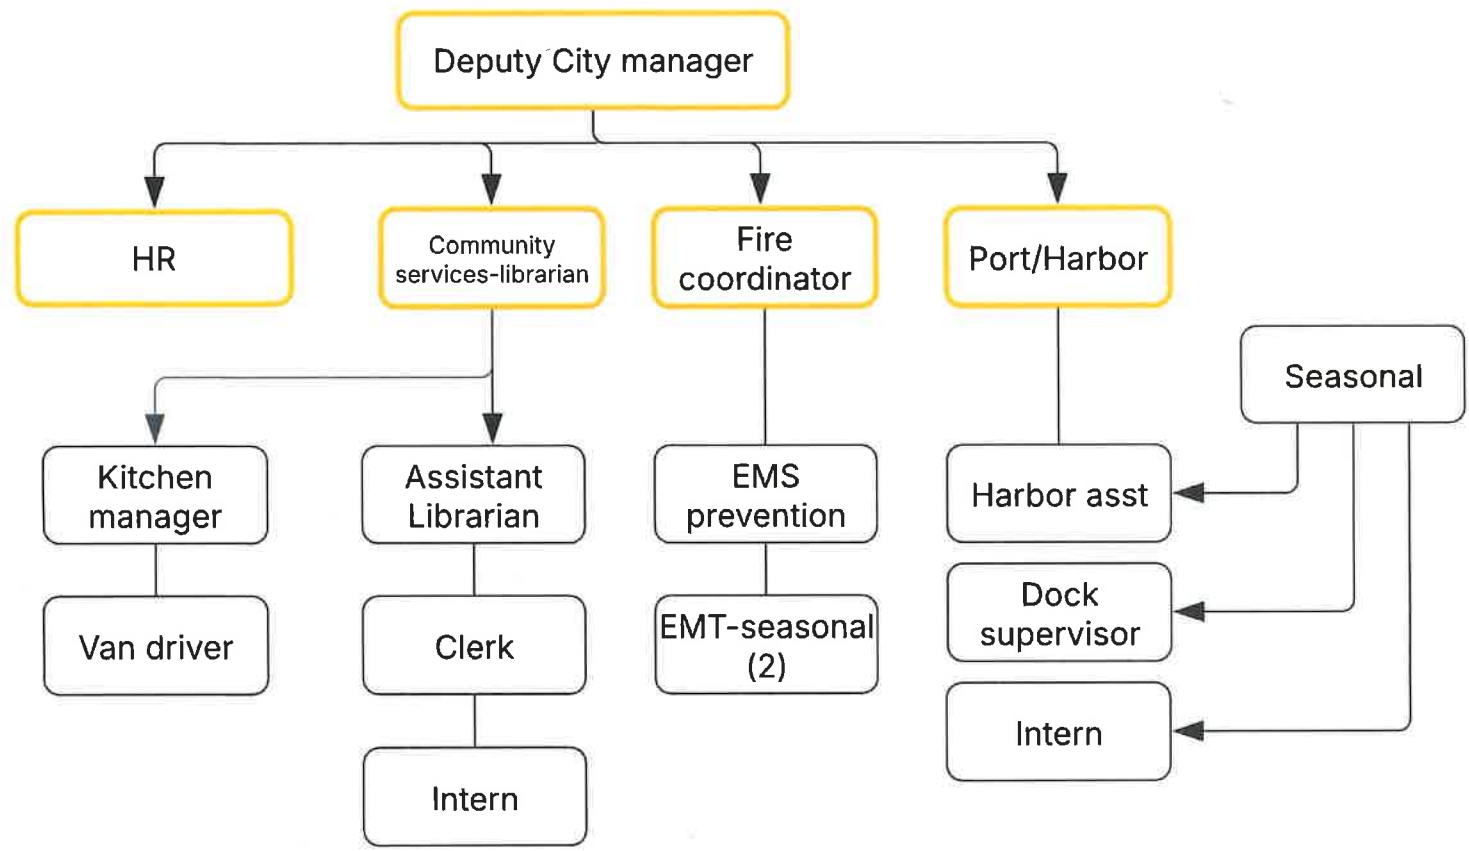 Deputy City manager
HR
Community
services-librarian
Fire
coordinator
Port/Harbor
Seasonal
Kitchen
manager
Assistant
Librarian
EMS
prevention
Harbor asst
Van driver
Clerk
EMT-seasonal
(2)
Dock
supervisor
Intern
Intern